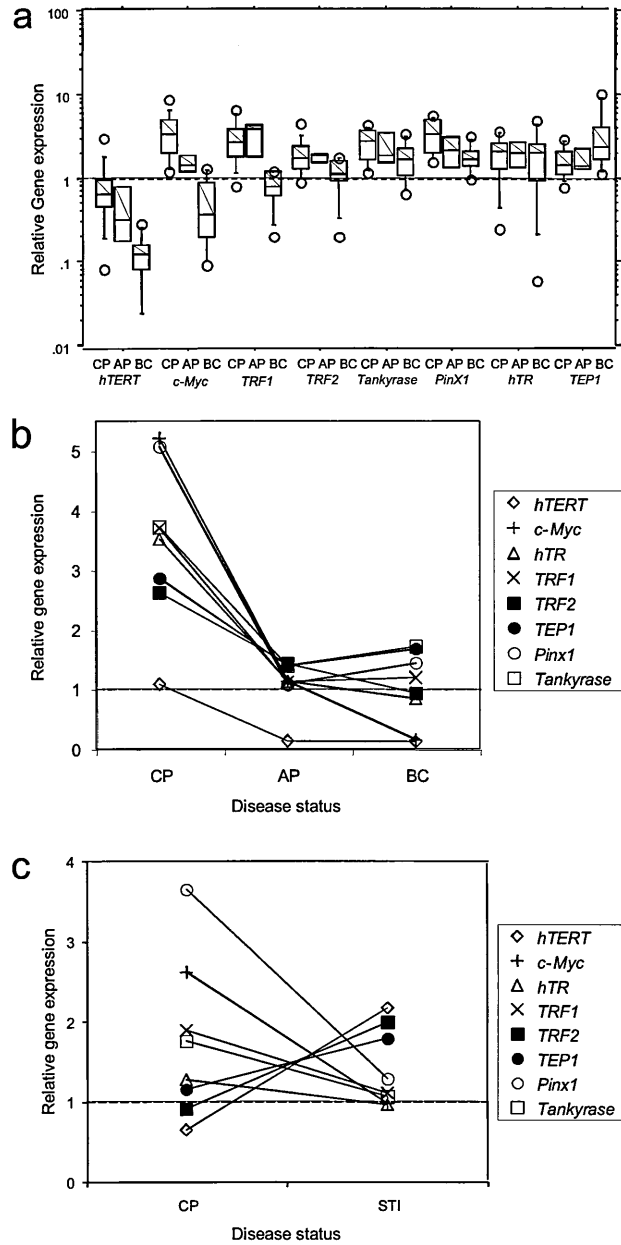 a
100
10
1
.1
.01
Relative Gene expression
CP AP BC CP AP BC CP AP BC CP AP BC CP AP BC CP AP BC CP AP BC CP AP BC
hTERT c-Myc TRF1 TRF2 Tankyrase PinX1 hTR TEP1
b
5
4
3
2
1
0
Relative gene expression
CP AP BC
Disease status
hTERT
c-Myc
hTR
TRF1
TRF2
TEP1
Pinx1
Tankyrase
c
4
3
2
1
0
Relative gene expression
CP STI
Disease status
hTERT
c-Myc
hTR
TRF1
TRF2
TEP1
Pinx1
Tankyrase